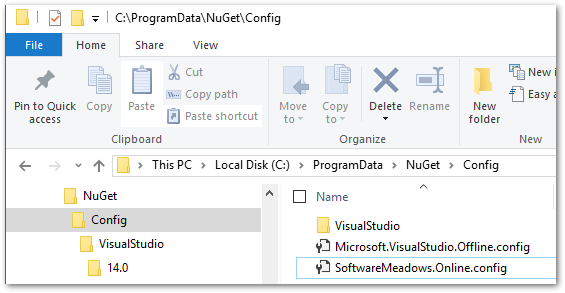 C:\ProgramData\NuGet\Config
File Home Share View
Pin to Quick access
Copy
Paste
Cut
Copy path
Paste shortcut
Clipboard
Move to
Copy to
Delete
Rename
Organize
New folder
New i
Easy a
New
This PC Local Disk (C:) ProgramData NuGet Config
NuGet
Config
VisualStudio
14.0
Name
VisualStudio
Microsoft.VisualStudio.Offline.config
SoftwareMeadows.Online.config